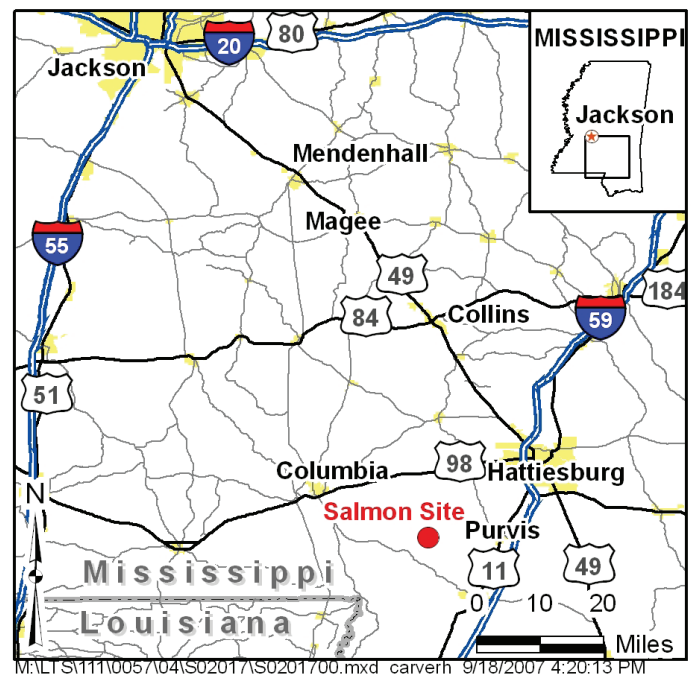 20
80
MISSISSIPPI
Jackson
Jackson
Mendenhall
Magee
55
49
84
Collins
184
59
51
98
Columbia
Hattiesburg
N
Salmon Site
Purvis
11
49
Mississippi
Louisiana
0 10 20
Miles
M:\LTS\111\0057\04\S02017\S0201700.mxd carverh 9/18/2007 4:20:13 PM